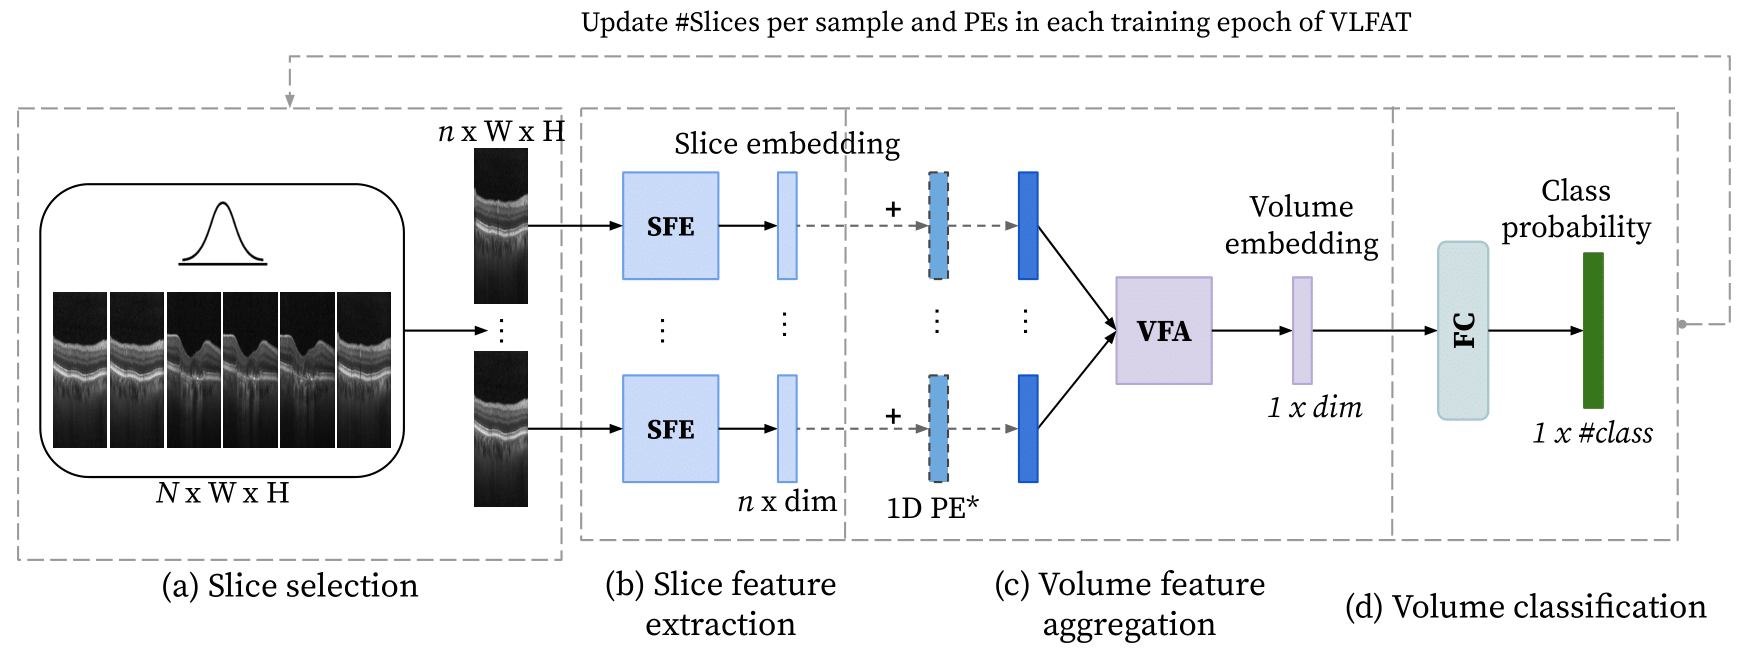 Update #Slices per sample and PEs in each training epoch of VLFAT
n x W x H
N x W x H
(a) Slice selection
Slice embedding
SFE
SFE
n x dim
(b) Slice feature
extraction
+
+
1D PE*
VFA
Volume
embedding
1 x dim
(c) Volume feature
aggregation
FC
Class
probability
1 x #class
(d) Volume classification